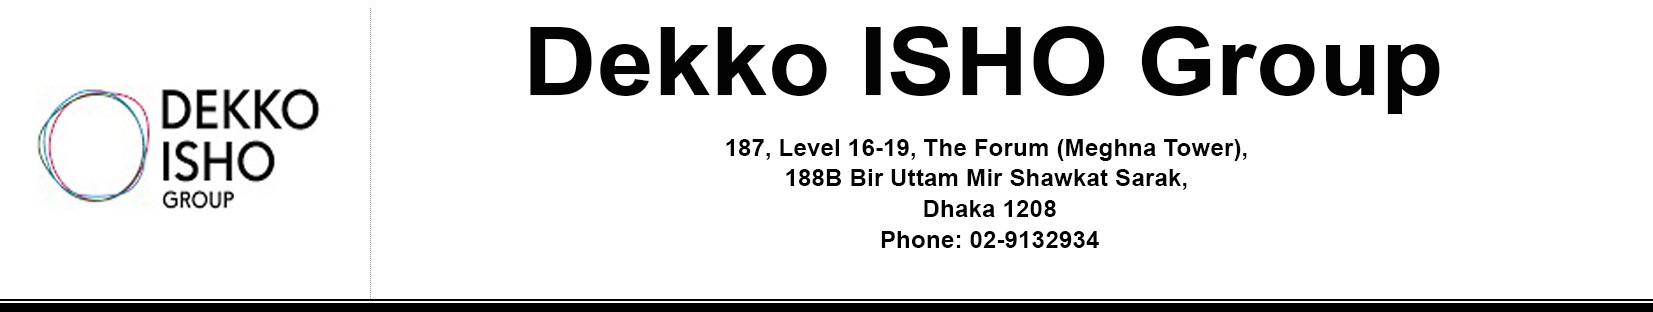 DEKKO
ISHO
GROUP
Dekko ISHO Group
187, Level 16-19, The Forum (Meghna Tower),
188B Bir Uttam Mir Shawkat Sarak,
Dhaka 1208
Phone: 02-9132934